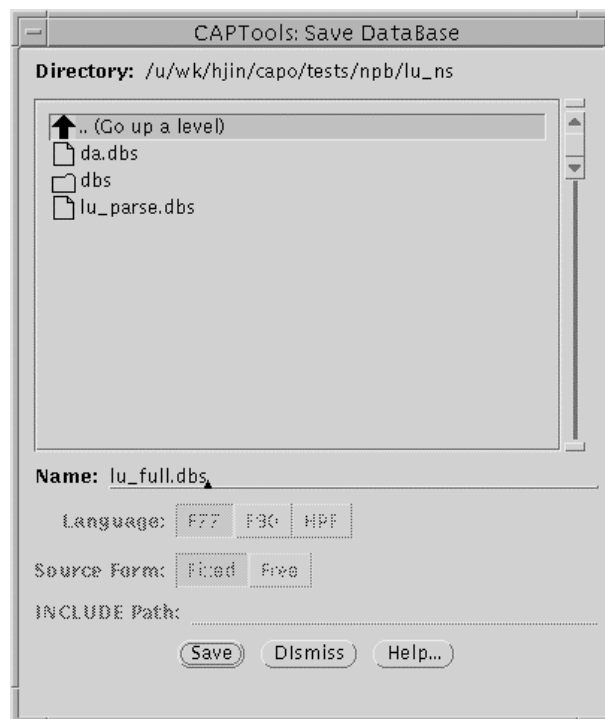 CAPTools: Save DataBase
Directory: /u/wk/hjin/capo/tests/npb/lu_ns
.. (Go up a level)
da.dbs
dbs
lu_parse.dbs
Name: lu_full.dbs
Language: F77 F90 HPF
Source Form: Fixed Free
INCLUDE Path:
Save DIsmiss Help...